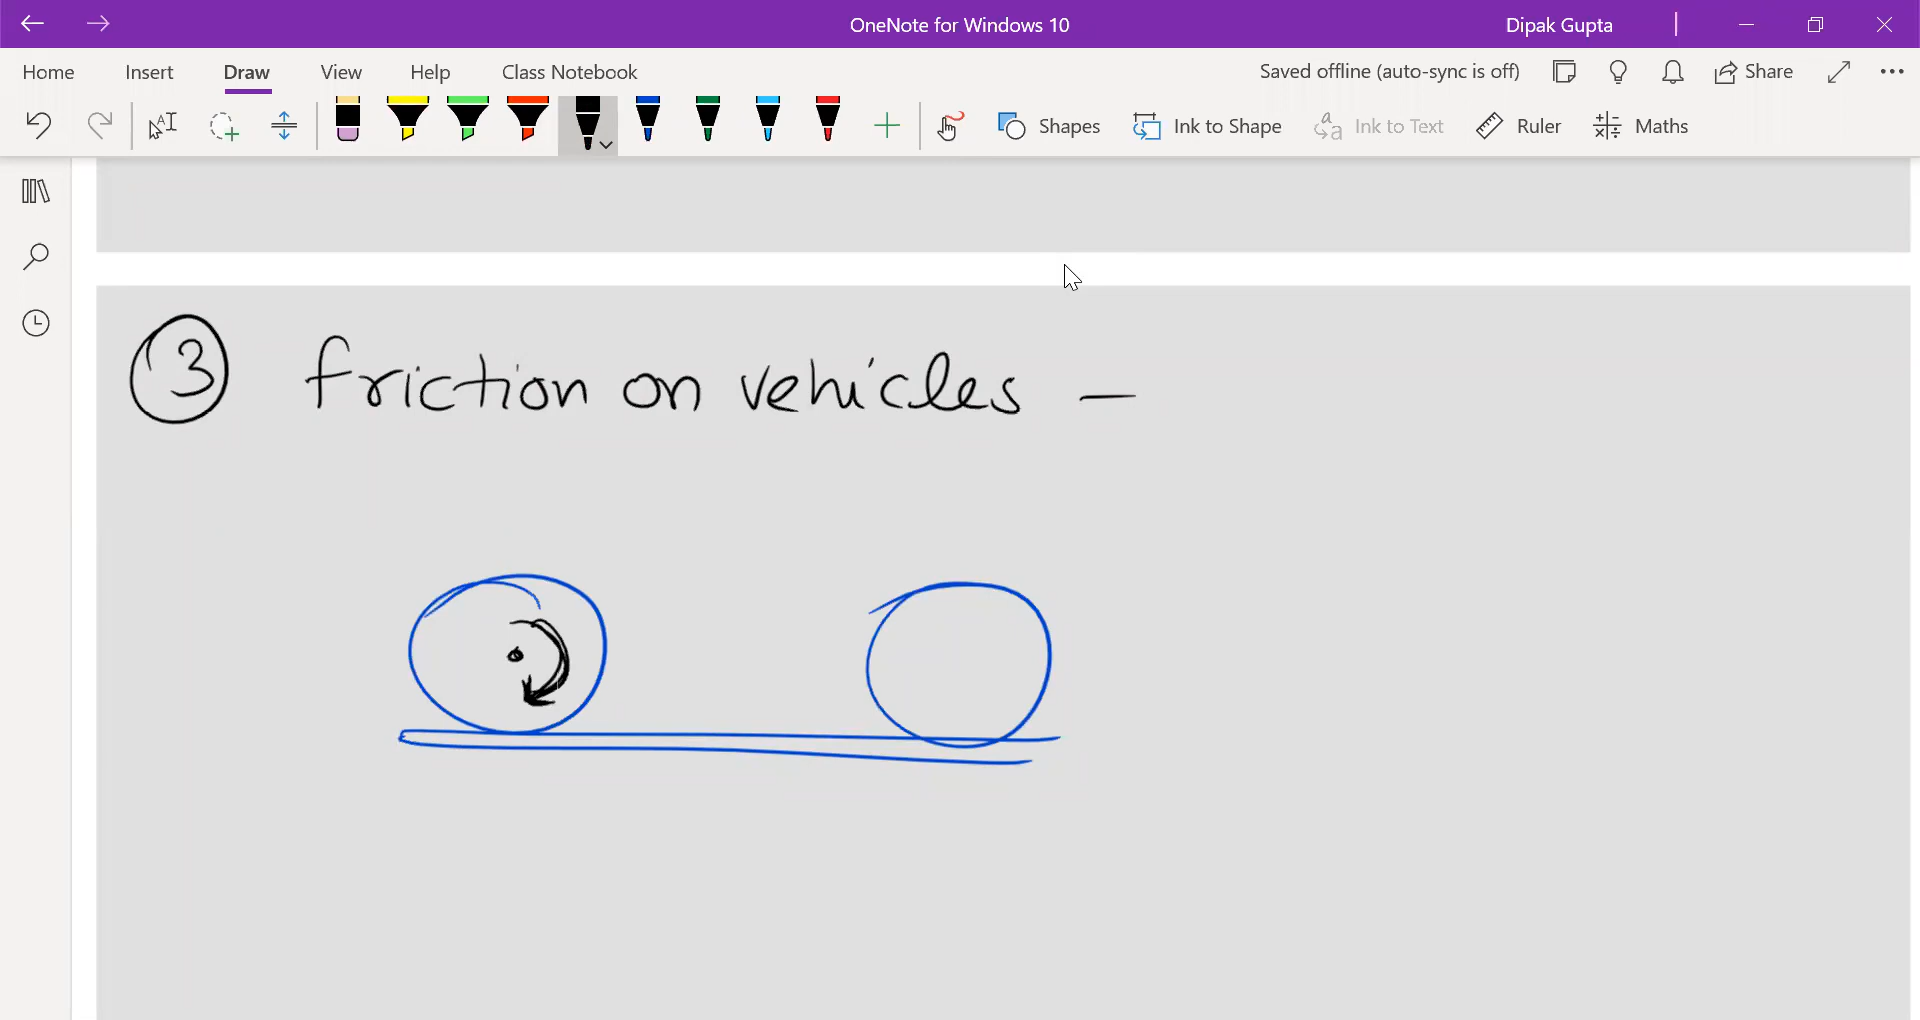 OneNote for Windows 10
Dipak Gupta
Home Insert Draw View Help Class Notebook
Saved offline (auto-sync is off) Share
Shapes Ink to Shape Ink to Text Ruler Maths
3 friction on vehicles —